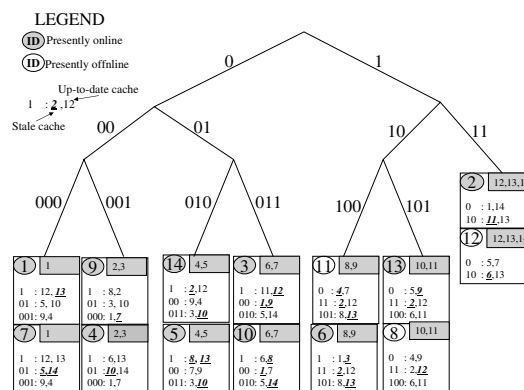 LEGEND
ID Presently online
ID Presently offnline
Up-to-date cache
1 : 2 ,12
Stale cache
0
1
00
01
10
11
000
001
010
011
100
101
2 12,13,1
0 : 1,14
10 : 11,13
12 12,13,14
0 : 5,7
10 : 6,13
1 1
1 : 12, 13
01 : 5, 10
001: 9,4
9 2,3
1 : 8,2
01 : 3, 10
000: 1,7
14 4,5
1 : 2,12
00 : 9,4
011: 3,10
3 6,7
1 : 11,12
00 : 1,9
010: 5,14
11 8,9
0 : 4,7
11 : 2,12
101: 8,13
13 10,11
0 : 5,9
11 : 2,12
100: 6,11
7 1
1 : 12, 13
01 : 5,14
001: 9,4
4 2,3
1 : 6,13
01 : 10,14
000: 1,7
5 4,5
1 : 8, 13
00 : 7,9
011: 3,10
10 6,7
1 : 6,8
00 : 1,7
010: 5,14
6 8,9
1 : 1,3
11 : 2,12
101: 8,13
8 10,11
0 : 4,9
11 : 2,12
100: 6,11